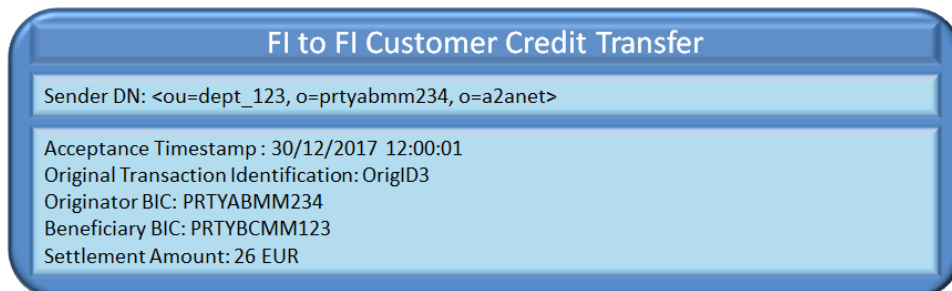 FI to FI Customer Credit Transfer
Sender DN: <ou=dept_123, o=prtyabmm234, o=a2anet>
Acceptance Timestamp : 30/12/2017 12:00:01
Original Transaction Identification: OrigID3
Originator BIC: PRTYABMM234
Beneficiary BIC: PRTYBCMM123
Settlement Amount: 26 EUR